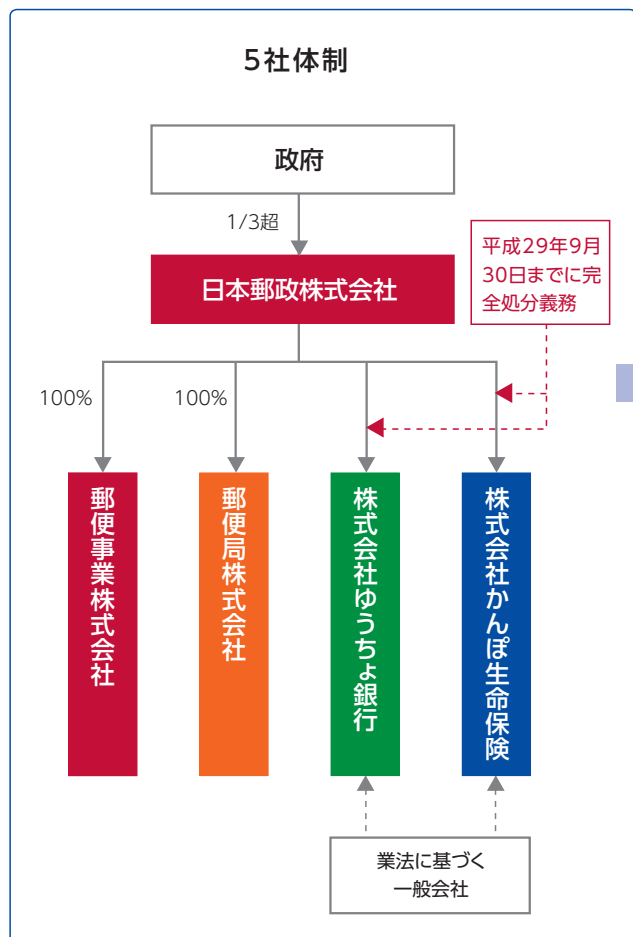 5社体制
政府
1/3超
平成29年9月
30日までに完
全処分義務
日本郵政株式会社
100%
100%
郵便事業株式会社
郵便局株式会社
株式会社ゆうちょ銀行
株式会社かんぽ生命保険
業法に基づく
一般会社